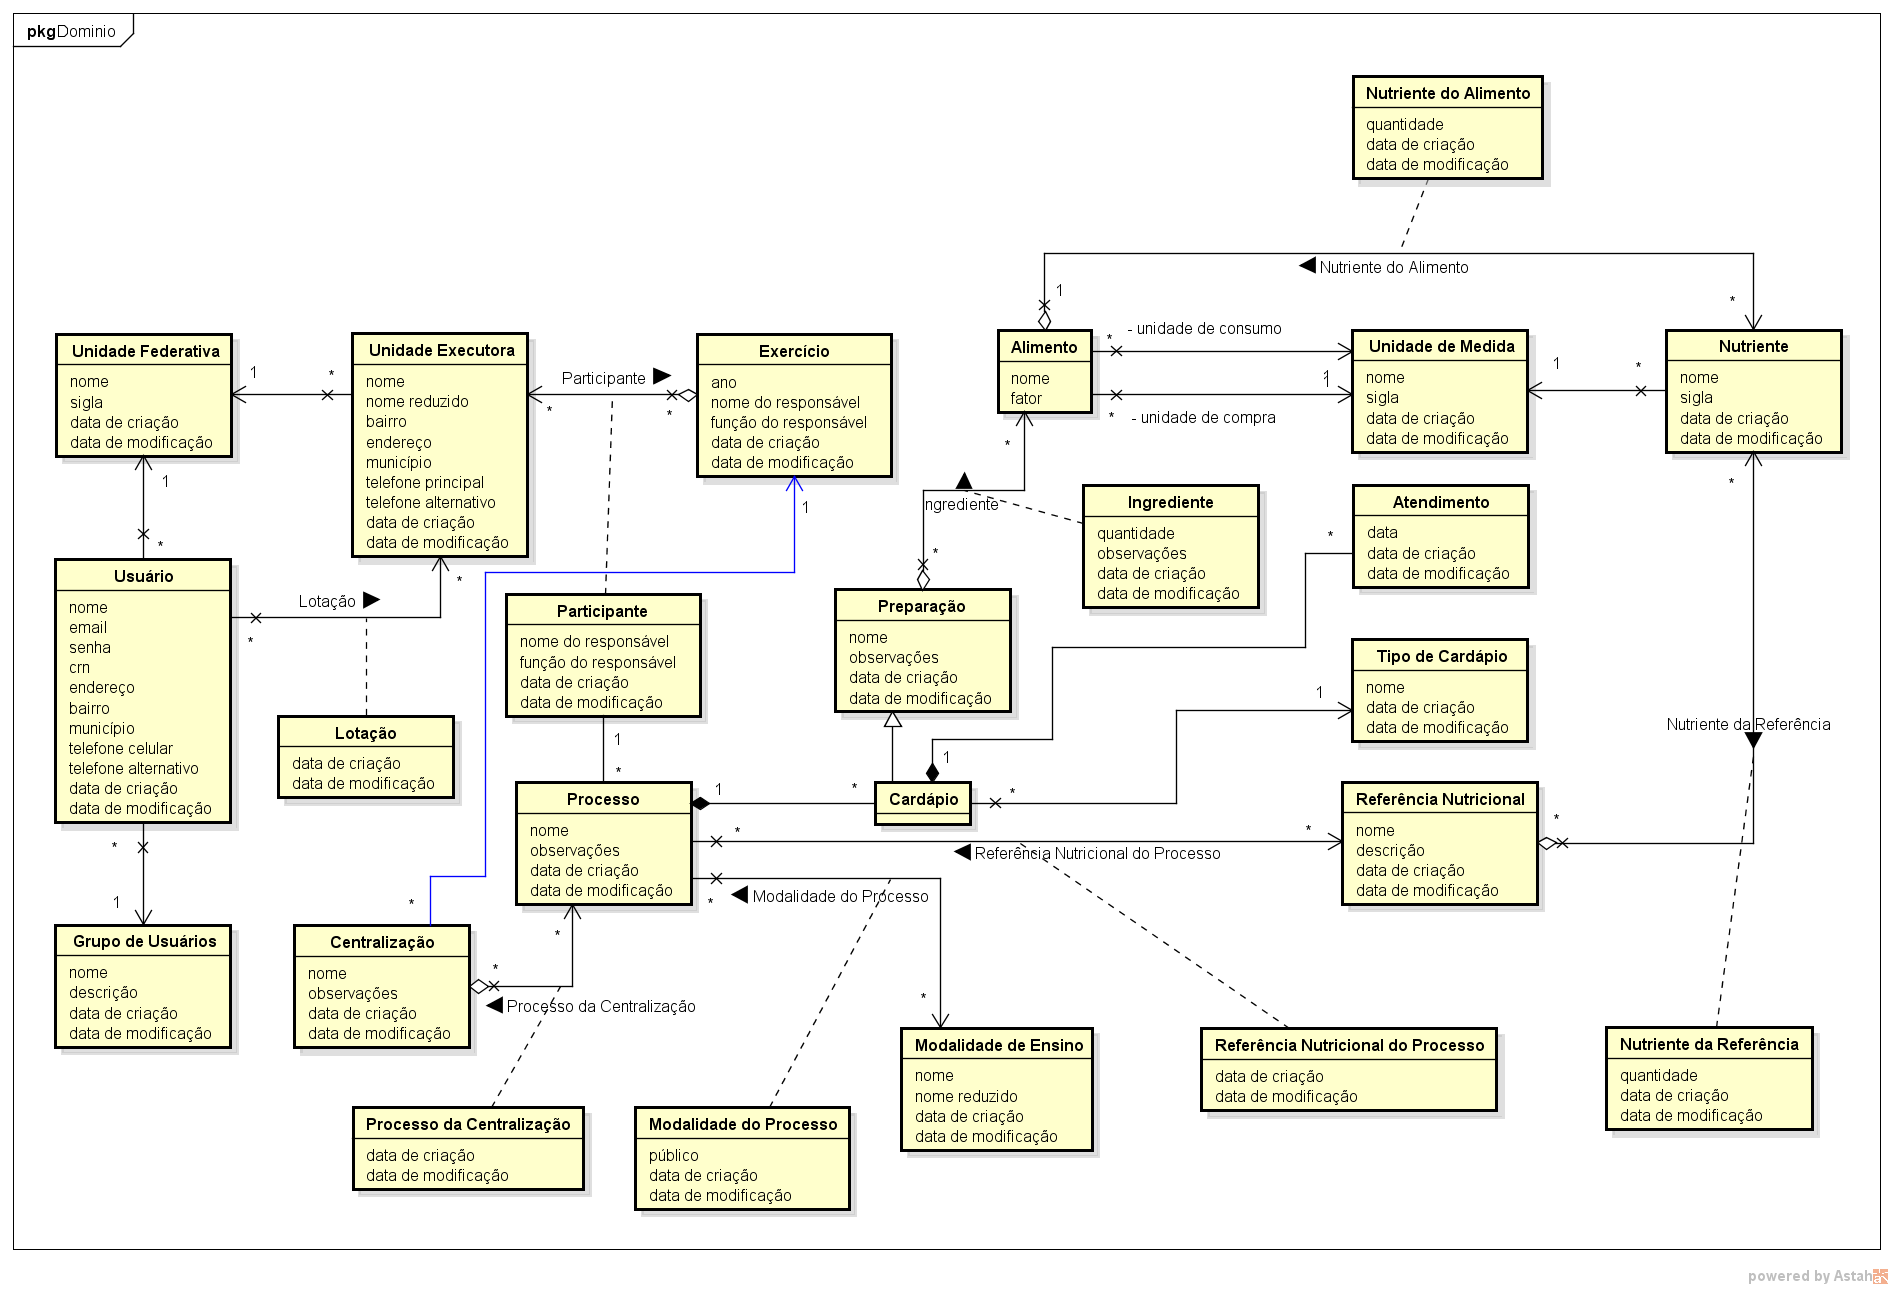 pkg Dominio
Nutriente do Alimento
quantidade
data de criação
data de modificação
Nutriente do Alimento
1
*
Unidade Federativa
nome
sigla
data de criação
data de modificação
1
*
Unidade Executora
nome
nome reduzido
bairro
endereço
município
telefone principal
telefone alternativo
data de criação
data de modificação
Participante
*
*
Exercício
ano
nome do responsável
função do responsável
data de criação
data de modificação
1
Alimento
nome
fator
*
- unidade de consumo
1
1
*
- unidade de compra
Unidade de Medida
nome
sigla
data de criação
data de modificação
1
*
Nutriente
nome
sigla
data de criação
data de modificação
*
1
*
*
ngrediente
*
Ingrediente
quantidade
observações
data de criação
data de modificação
Atendimento
data
data de criação
data de modificação
*
Usuário
nome
email
senha
crn
endereço
bairro
município
telefone celular
telefone alternativo
data de criação
data de modificação
Lotação
*
*
Lotação
data de criação
data de modificação
Participante
nome do responsável
função do responsável
data de criação
data de modificação
1
*
Preparação
nome
observações
data de criação
data de modificação
Tipo de Cardápio
nome
data de criação
data de modificação
1
Nutriente da Referência
Processo
nome
observações
data de criação
data de modificação
1
*
Cardápio
1
*
Referência Nutricional
nome
descrição
data de criação
data de modificação
*
*
*
Referência Nutricional do Processo
Modalidade do Processo
*
*
*
1
Grupo de Usuários
nome
descrição
data de criação
data de modificação
*
Centralização
nome
observações
data de criação
data de modificação
*
*
Processo da Centralização
Modalidade de Ensino
nome
nome reduzido
data de criação
data de modificação
Referência Nutricional do Processo
data de criação
data de modificação
Nutriente da Referência
quantidade
data de criação
data de modificação
Processo da Centralização
data de criação
data de modificação
Modalidade do Processo
público
data de criação
data de modificação
powered by Astah